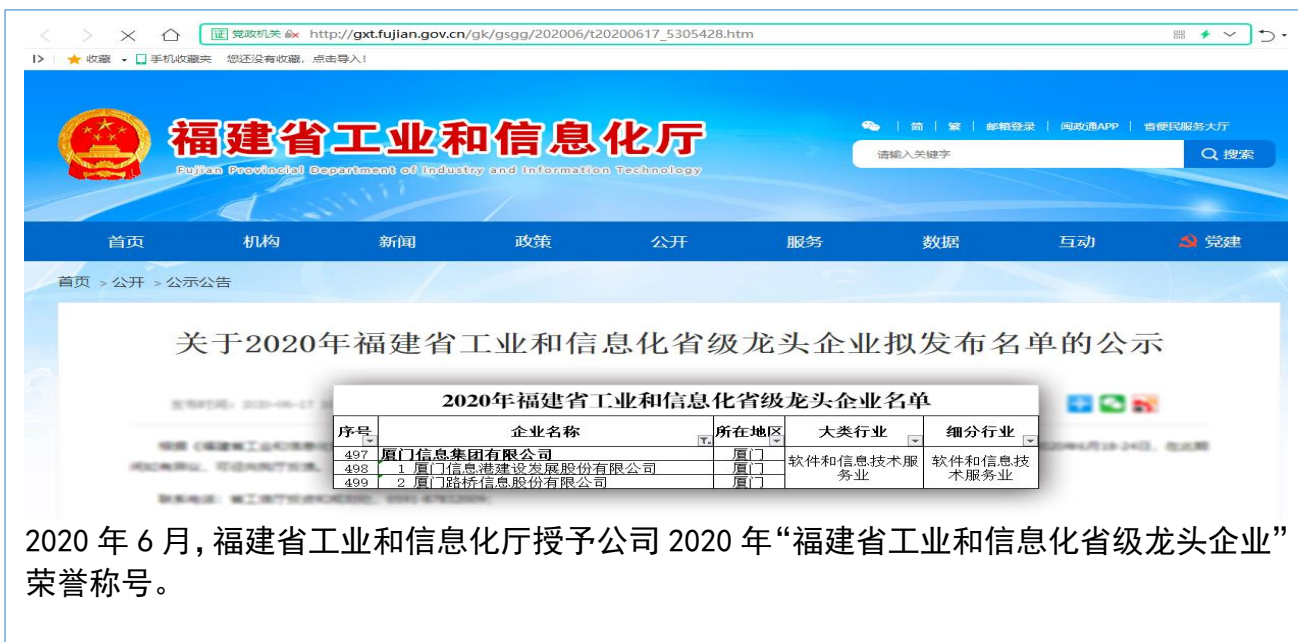 证 党政机关 http://gxt.fujian.gov.cn/gk/gsgg/202006/t20200617_5305428.htm
收藏 手机收藏夹 您还没有收藏，点击导入！
福建省工业和信息化厅
Fujian Provincial Department of Industry and Information Technology
简 | 繁 | 邮箱登录 | 闽政通APP | 省便民服务大厅
请输入关键字 搜索
首页 机构 新闻 政策 公开 服务 数据 互动 党建
首页 > 公开 > 公示公告
关于2020年福建省工业和信息化省级龙头企业拟发布名单的公示
2020年福建省工业和信息化省级龙头企业名单
序号 企业名称 所在地区 大类行业 细分行业
497 厦门信息集团有限公司 厦门
498 1 厦门信息港建设发展股份有限公司 厦门
499 2 厦门路桥信息股份有限公司 厦门
软件和信息技术服
务业
软件和信息技
术服务业
2020年6月,福建省工业和信息化厅授予公司2020年“福建省工业和信息化省级龙头企业”
荣誉称号。